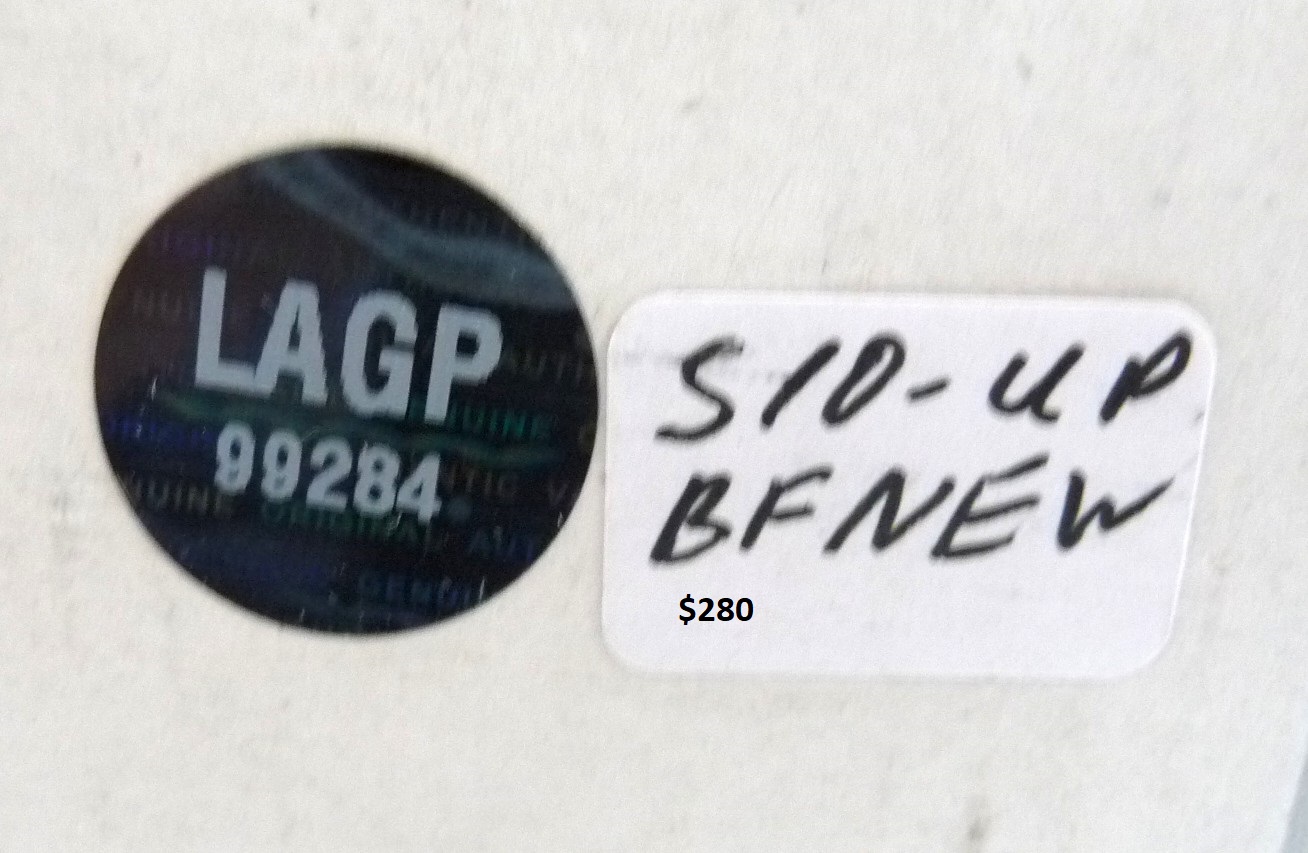 LAGP
99284
S10-UP
BFNEW
$280